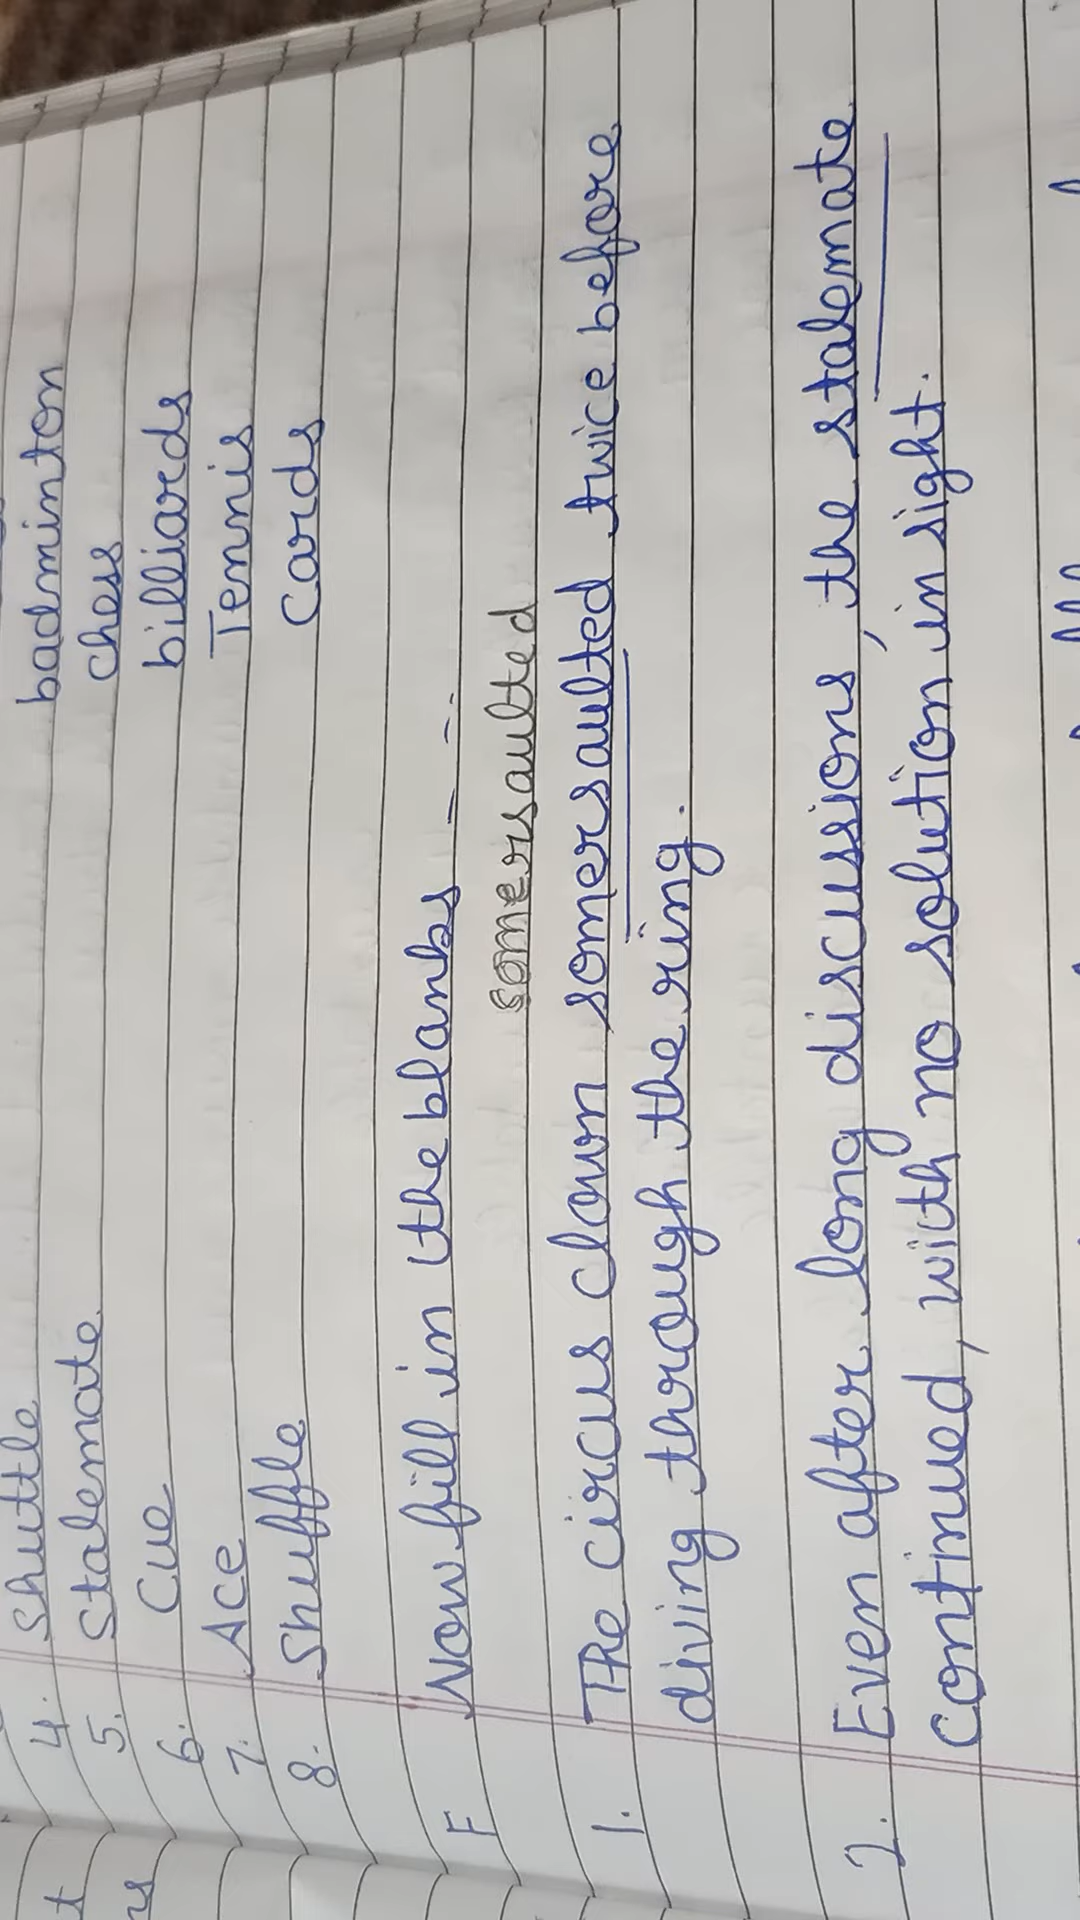 4. Shuttle badminton
5. Stalemate chess
6. Cue billiards
7. Ace Tennis
8. Shuffle Cards
F Now fill in the blanks - - -
somersaulted
1. The circus clown somersaulted twice before
diving through the ring.
2. Even after long discussions, the stalemate
continued, with no solution in sight.